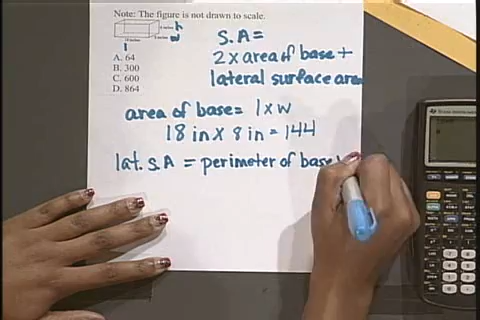 Note: The figure is not drawn to scale.
h
w
l
A. 64
B. 300
C. 600
D. 864
S.A=
2 x area of base +
lateral surface area
area of base = l x w
18 in x 8 in = 144
lat. S.A = perimeter of base